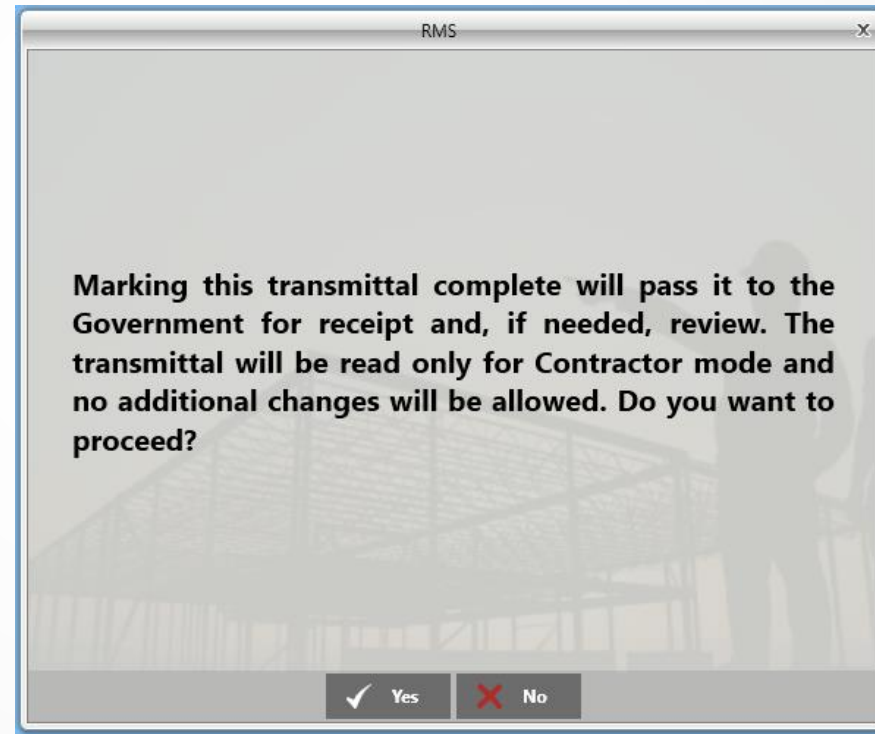 RMS x
Marking this transmittal complete will pass it to the
Government for receipt and, if needed, review. The
transmittal will be read only for Contractor mode and
no additional changes will be allowed. Do you want to
proceed?
Yes No